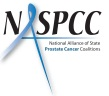 NASPCC
National Alliance of State
Prostate Cancer Coalitions